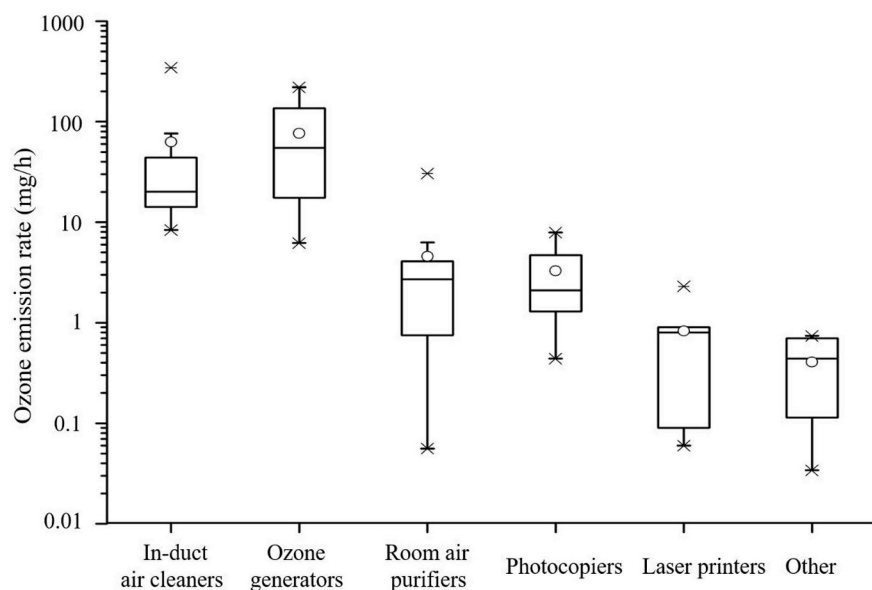 Ozone emission rate (mg/h)
1000
100
10
1
0.1
0.01
In-duct
air cleaners
Ozone
generators
Room air
purifiers
Photocopiers
Laser printers
Other